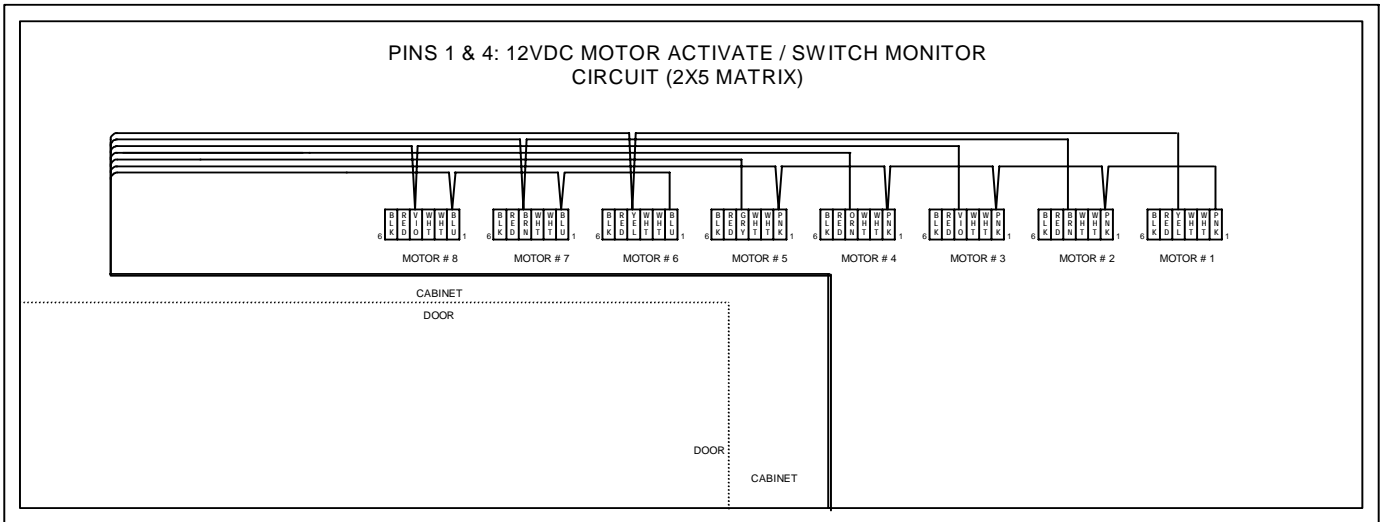 PINS 1 & 4: 12VDC MOTOR ACTIVATE / SWITCH MONITOR
CIRCUIT (2X5 MATRIX)
6 BLK RED VIO WHT WHT BLU 1
6 BLK RED BRN WHT WHT BLU 1
6 BLK RED YEL WHT WHT BLU 1
6 BLK RED GRY WHT WHT PNK 1
6 BLK RED ORN WHT WHT PNK 1
6 BLK RED VIO WHT WHT PNK 1
6 BLK RED BRN WHT WHT PNK 1
6 BLK RED YEL WHT WHT PNK 1
MOTOR # 8
MOTOR # 7
MOTOR # 6
MOTOR # 5
MOTOR # 4
MOTOR # 3
MOTOR # 2
MOTOR # 1
CABINET
DOOR
DOOR
CABINET